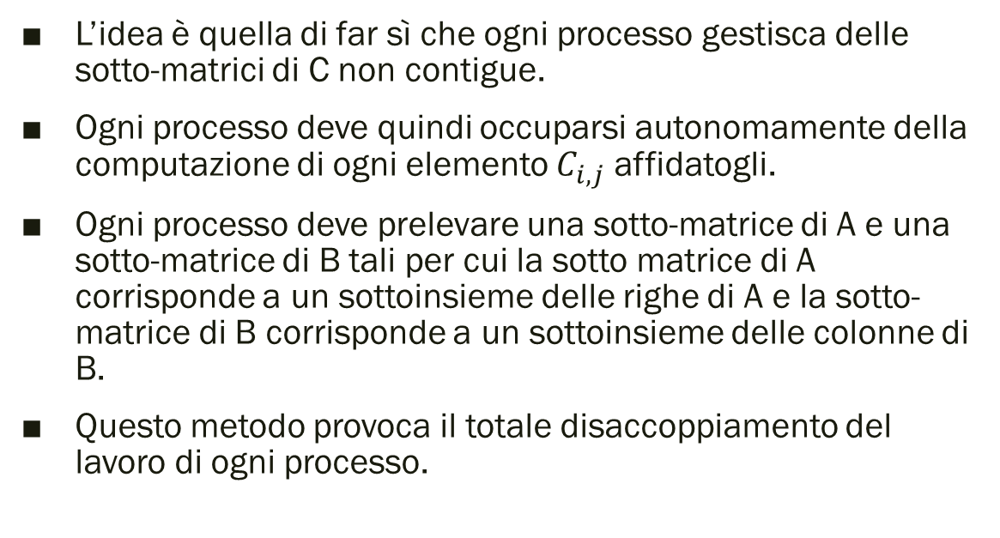 ▪ L’idea è quella di far sì che ogni processo gestisca delle
sotto-matrici di C non contigue.
▪ Ogni processo deve quindi occuparsi autonomamente della
computazione di ogni elemento C_{i,j} affidatogli.
▪ Ogni processo deve prelevare una sotto-matrice di A e una
sotto-matrice di B tali per cui la sotto matrice di A
corrisponde a un sottoinsieme delle righe di A e la sotto-
matrice di B corrisponde a un sottoinsieme delle colonne di
B.
▪ Questo metodo provoca il totale disaccoppiamento del
lavoro di ogni processo.